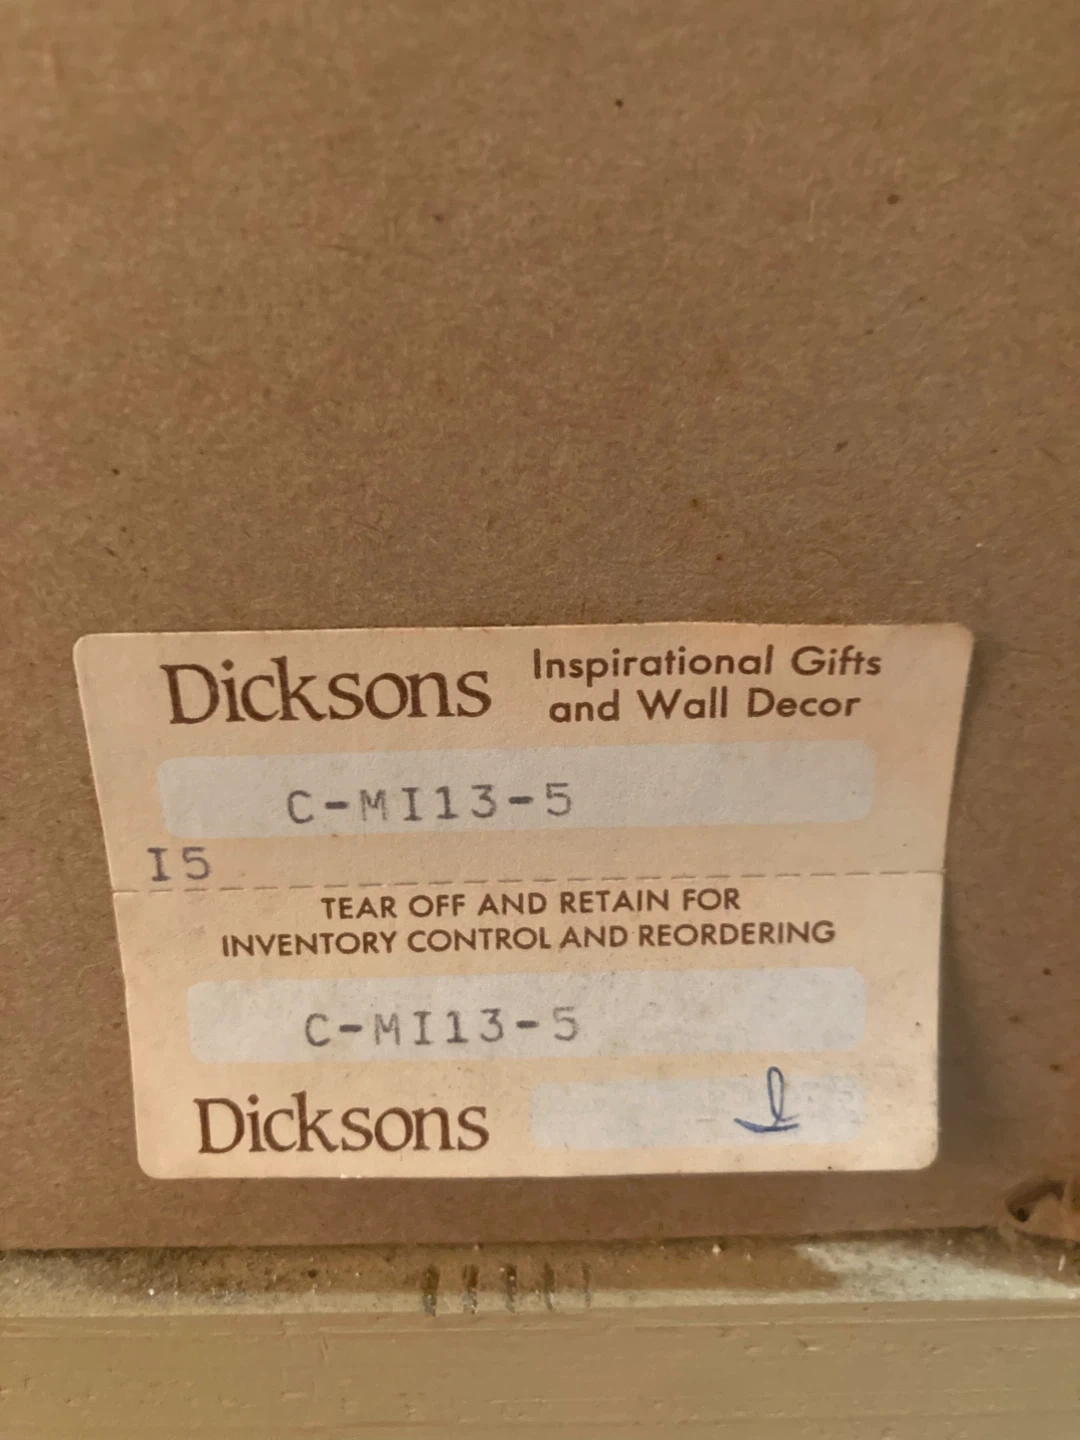 Dicksons Inspirational Gifts
and Wall Decor
C-MI13-5
I5
TEAR OFF AND RETAIN FOR
INVENTORY CONTROL AND REORDERING
C-MI13-5
Dicksons